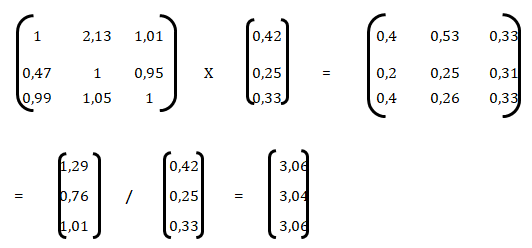 1 2,13 1,01 0,42 0,4 0,53 0,33
0,47 1 0,95 X 0,25 = 0,2 0,25 0,31
0,99 1,05 1 0,33 0,4 0,26 0,33
1,29 0,42 3,06
= 0,76 / 0,25 = 3,04
1,01 0,33 3,06